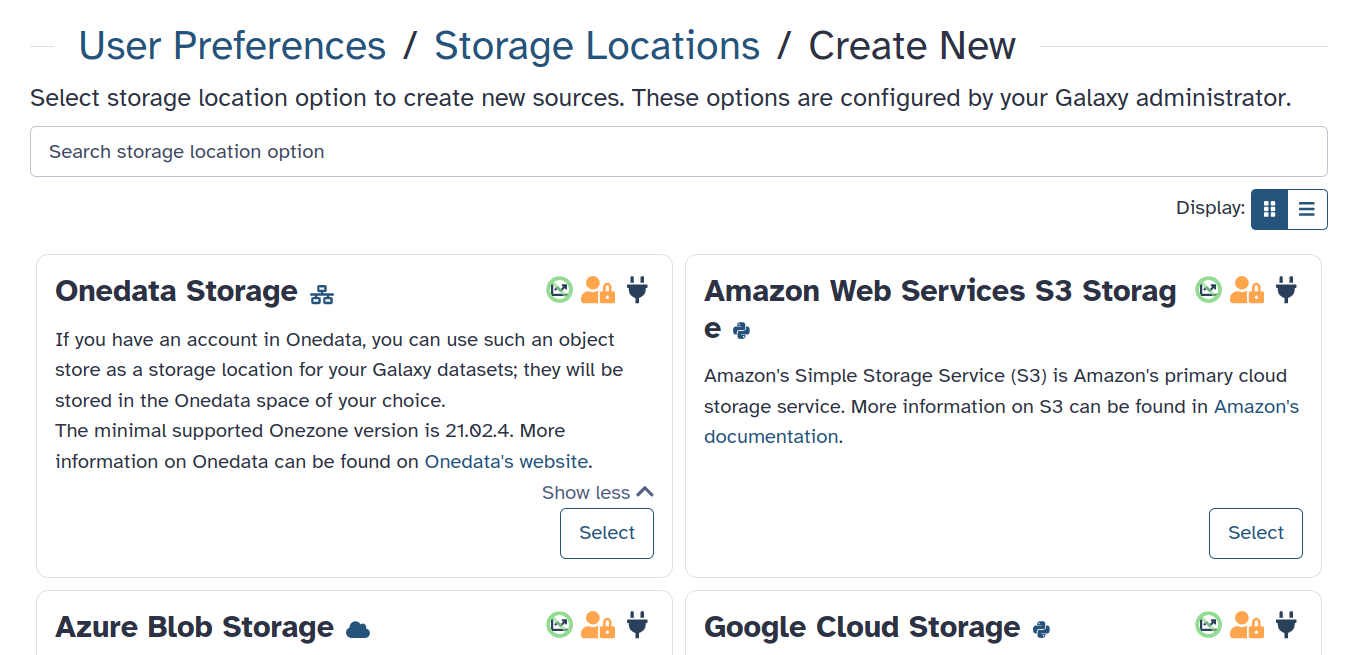 User Preferences / Storage Locations / Create New
Select storage location option to create new sources. These options are configured by your Galaxy administrator.
Search storage location option
Display:
Onedata Storage
If you have an account in Onedata, you can use such an object
store as a storage location for your Galaxy datasets; they will be
stored in the Onedata space of your choice.
The minimal supported Onezone version is 21.02.4. More
information on Onedata can be found on Onedata's website.
Show less
Select
Amazon Web Services S3 Storag
e
Amazon's Simple Storage Service (S3) is Amazon's primary cloud
storage service. More information on S3 can be found in Amazon's
documentation.
Select
Azure Blob Storage
Google Cloud Storage